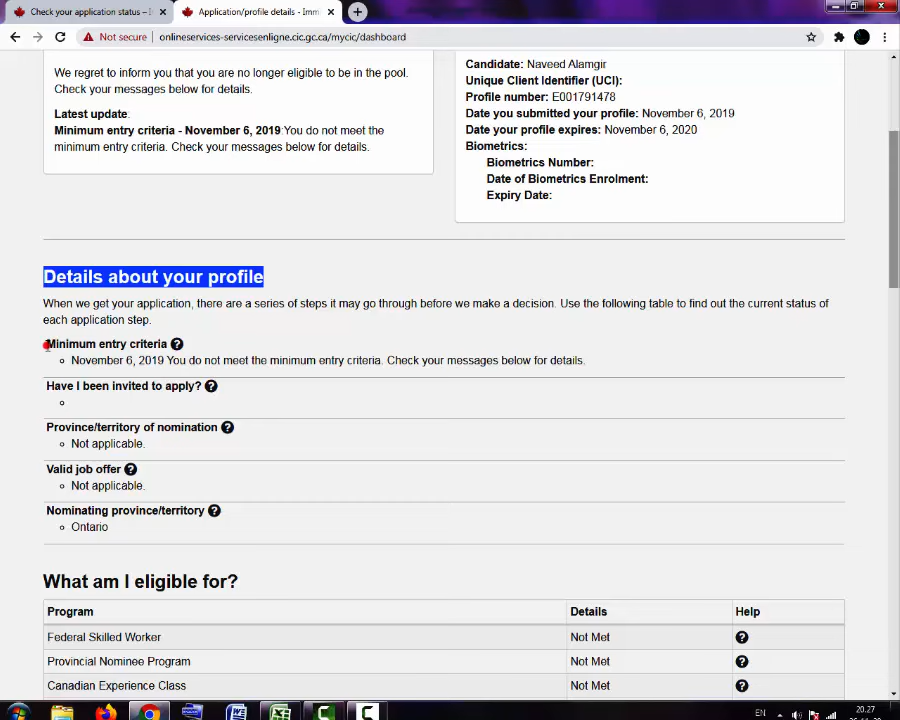 Check your application status – I
Application/profile details - Imm
Not secure
onlineservices-servicesenligne.cic.gc.ca/mycic/dashboard
We regret to inform you that you are no longer eligible to be in the pool.
Check your messages below for details.
Latest update:
Minimum entry criteria - November 6, 2019:You do not meet the
minimum entry criteria. Check your messages below for details.
Candidate: Naveed Alamgir
Unique Client Identifier (UCI):
Profile number: E001791478
Date you submitted your profile: November 6, 2019
Date your profile expires: November 6, 2020
Biometrics:
Biometrics Number:
Date of Biometrics Enrolment:
Expiry Date:
Details about your profile
When we get your application, there are a series of steps it may go through before we make a decision. Use the following table to find out the current status of
each application step.
Minimum entry criteria ?
November 6, 2019 You do not meet the minimum entry criteria. Check your messages below for details.
Have I been invited to apply? ?
Province/territory of nomination ?
Not applicable.
Valid job offer ?
Not applicable.
Nominating province/territory ?
Ontario
What am I eligible for?
Program Details Help
Federal Skilled Worker Not Met ?
Provincial Nominee Program Not Met ?
Canadian Experience Class Not Met ?
EN
20.27